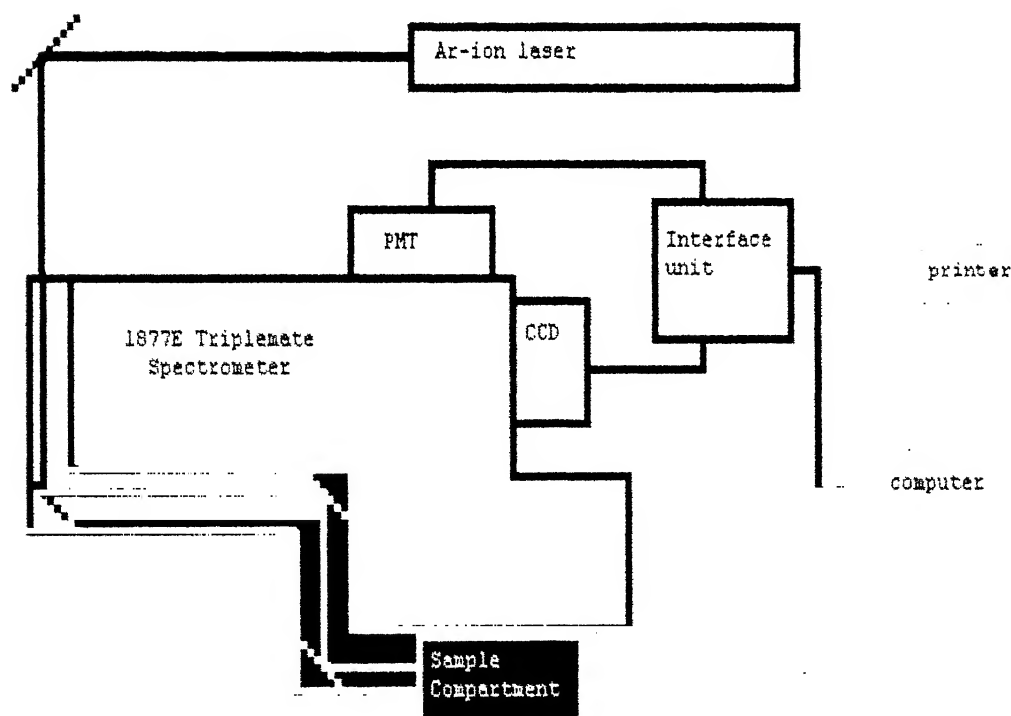 Ar-ion laser
PMT
Interface
unit
printer
1877E Triplemate
Spectrometer
CCD
computer
Sample
Compartment